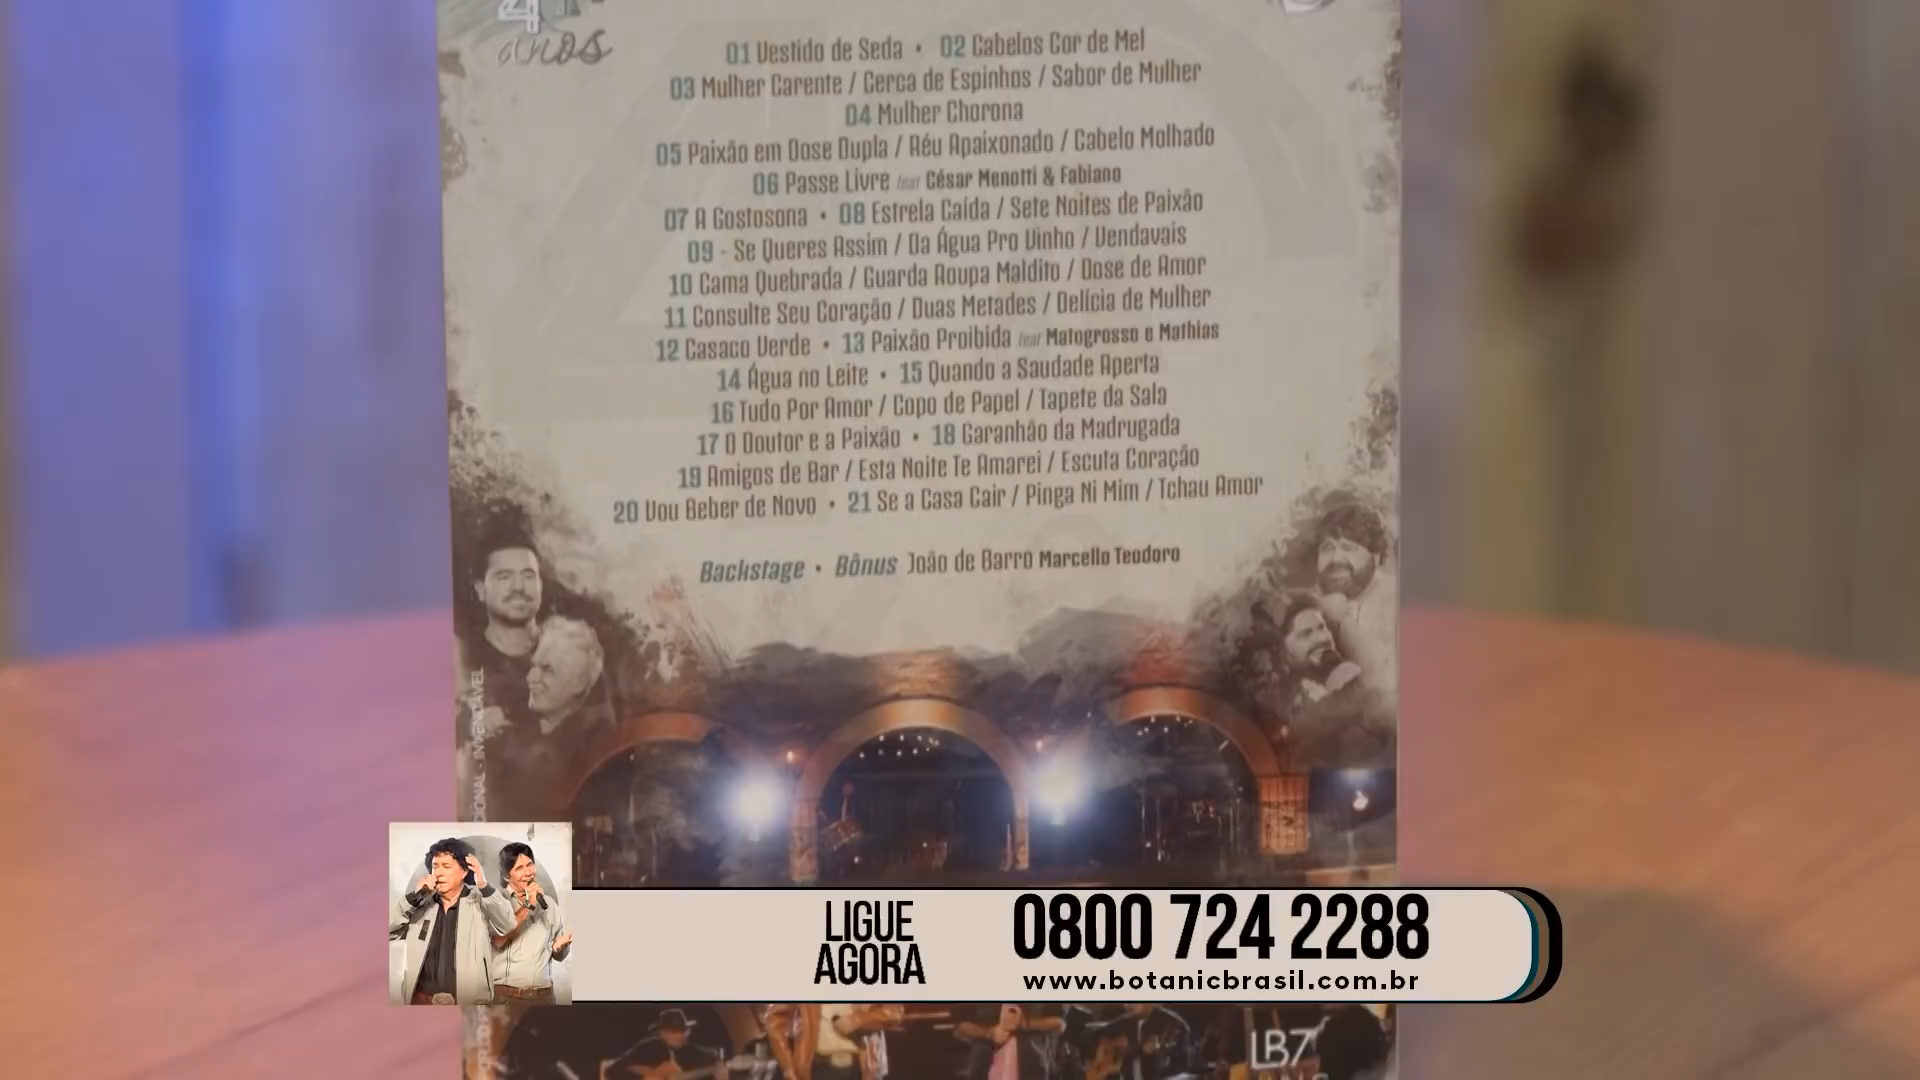 4
anos
01 Vestido de Seda • 02 Cabelos Cor de Mel
03 Mulher Carente / Cerca de Espinhos / Sabor de Mulher
04 Mulher Chorona
05 Paixão em Dose Dupla / Réu Apaixonado / Cabelo Molhado
06 Passe Livre feat César Menotti & Fabiano
07 A Gostosona • 08 Estrela Caída / Sete Noites de Paixão
09 - Se Queres Assim / Da Água Pro Vinho / Vendavais
10 Cama Quebrada / Guarda Roupa Maldito / Dose de Amor
11 Consulte Seu Coração / Duas Metades / Delícia de Mulher
12 Casaco Verde • 13 Paixão Proibida feat Matogrosso e Mathias
14 Água no Leite • 15 Quando a Saudade Aperta
16 Tudo Por Amor / Copo de Papel / Tapete da Sala
17 O Doutor e a Paixão • 18 Garanhão da Madrugada
19 Amigos de Bar / Esta Noite Te Amarei / Escuta Coração
20 Vou Beber de Novo • 21 Se a Casa Cair / Pinga Ni Mim / Tchau Amor
Backstage • Bônus João de Barro Marcello Teodoro
LIGUE
AGORA
0800 724 2288
www.botanicbrasil.com.br
LB7